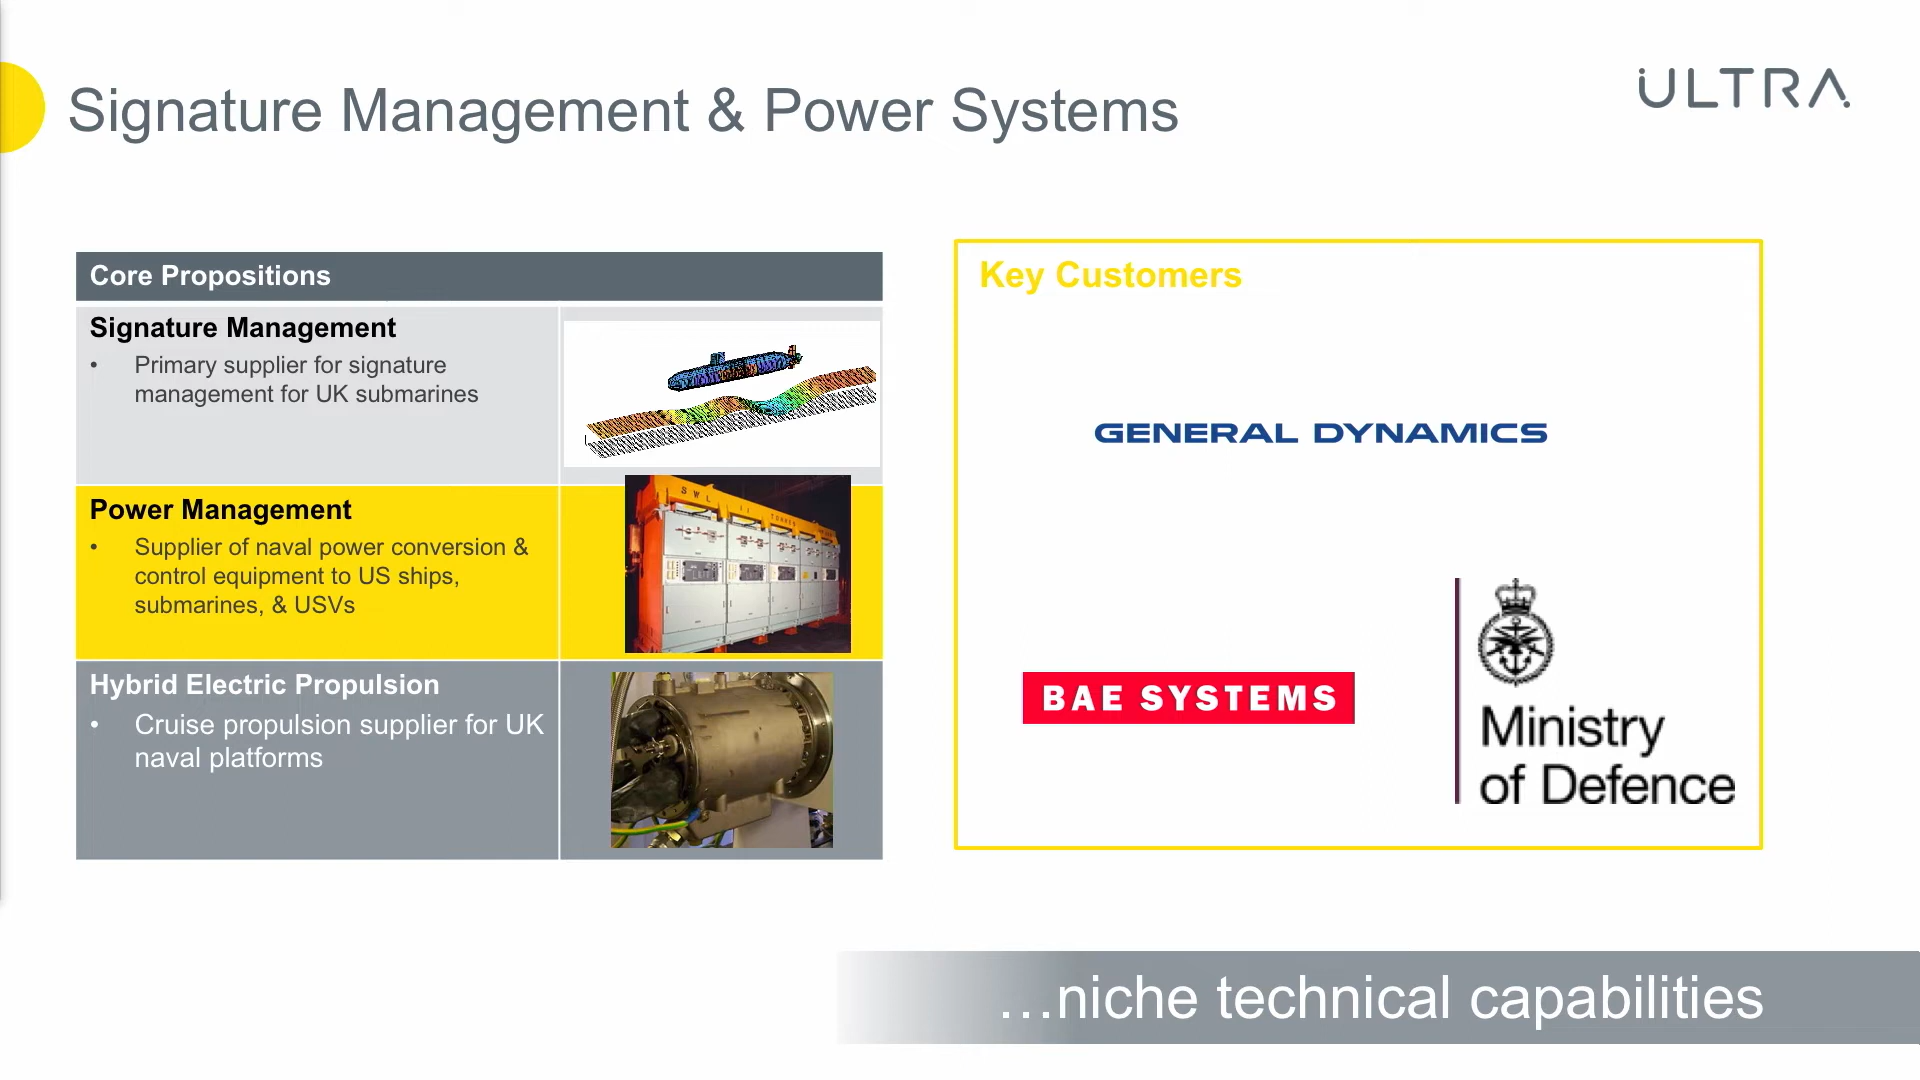 Signature Management & Power Systems
ULTRA
Core Propositions
Signature Management
• Primary supplier for signature
management for UK submarines
Power Management
• Supplier of naval power conversion &
control equipment to US ships,
submarines, & USVs
Hybrid Electric Propulsion
• Cruise propulsion supplier for UK
naval platforms
Key Customers
GENERAL DYNAMICS
BAE SYSTEMS
Ministry
of Defence
SWL
…niche technical capabilities